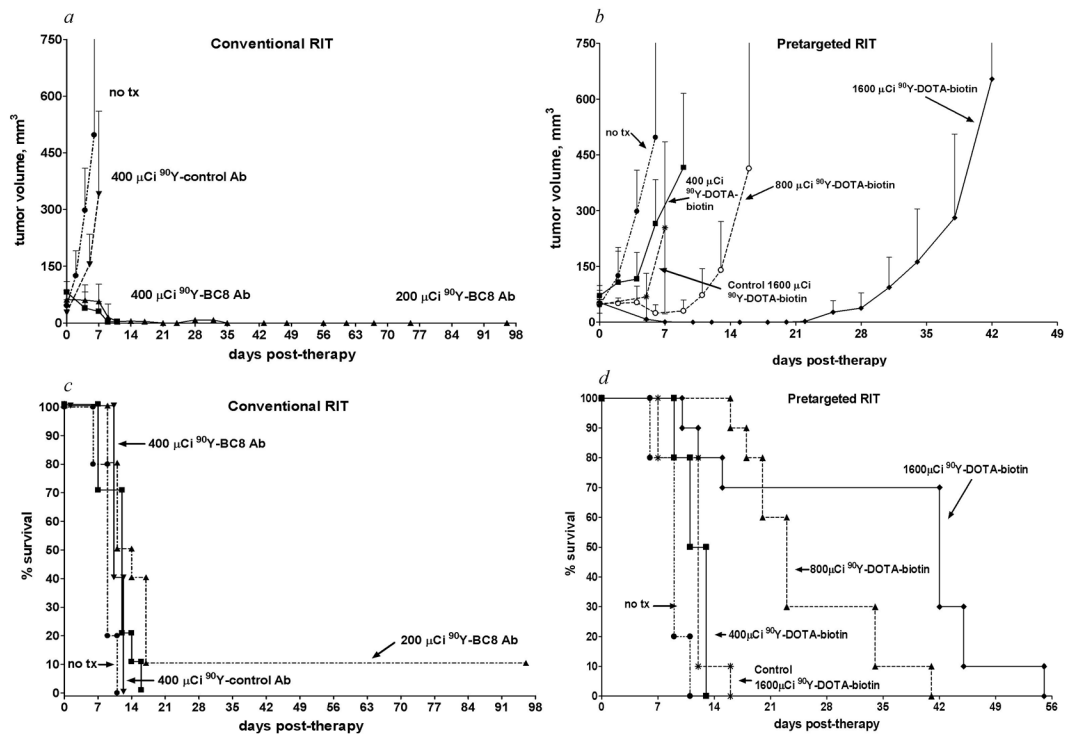 a
Conventional RIT
tumor volume, mm³
750
600
450
300
150
0
no tx
400 μCi ⁹⁰Y-control Ab
400 μCi ⁹⁰Y-BC8 Ab
200 μCi ⁹⁰Y-BC8 Ab
0 7 14 21 28 35 42 49 56 63 70 77 84 91 98
days post-therapy
b
Pretargeted RIT
tumor volume, mm³
750
600
450
300
150
0
1600 μCi ⁹⁰Y-DOTA-biotin
no tx
400 μCi
⁹⁰Y-DOTA-
biotin
800 μCi ⁹⁰Y-DOTA-biotin
Control 1600 μCi
⁹⁰Y-DOTA-biotin
0 7 14 21 28 35 42 49
days post-therapy
c
Conventional RIT
% survival
100
90
80
70
60
50
40
30
20
10
0
400 μCi ⁹⁰Y-BC8 Ab
200 μCi ⁹⁰Y-BC8 Ab
no tx
400 μCi ⁹⁰Y-control Ab
0 7 14 21 28 35 42 49 56 63 70 77 84 91 98
days post-therapy
d
Pretargeted RIT
% survival
100
90
80
70
60
50
40
30
20
10
0
1600μCi ⁹⁰Y-DOTA-biotin
800μCi ⁹⁰Y-DOTA-biotin
no tx
400μCi ⁹⁰Y-DOTA-biotin
Control
1600μCi ⁹⁰Y-DOTA-biotin
0 7 14 21 28 35 42 49 56
days post-therapy